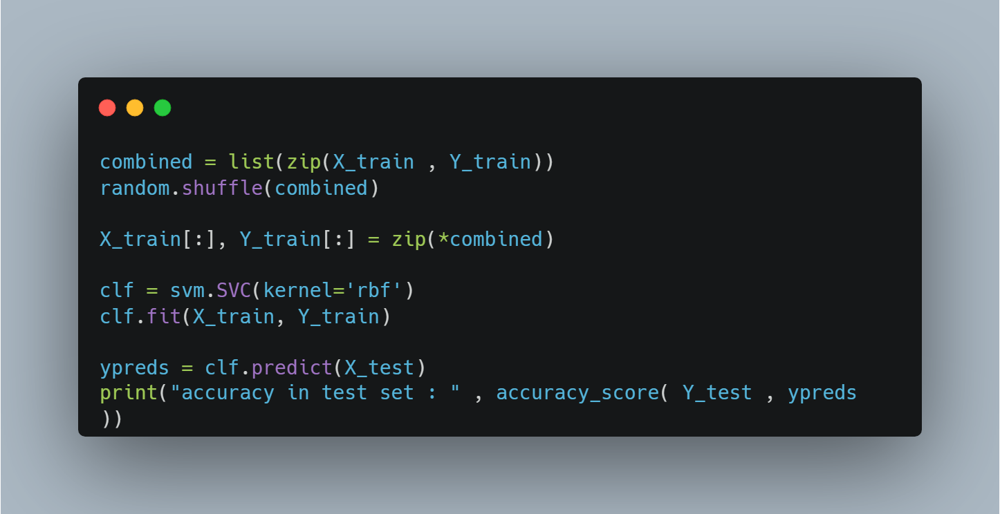 combined = list(zip(X_train , Y_train))
random.shuffle(combined)
X_train[:], Y_train[:] = zip(*combined)
clf = svm.SVC(kernel='rbf')
clf.fit(X_train, Y_train)
ypreds = clf.predict(X_test)
print("accuracy in test set : " , accuracy_score( Y_test , ypreds
))